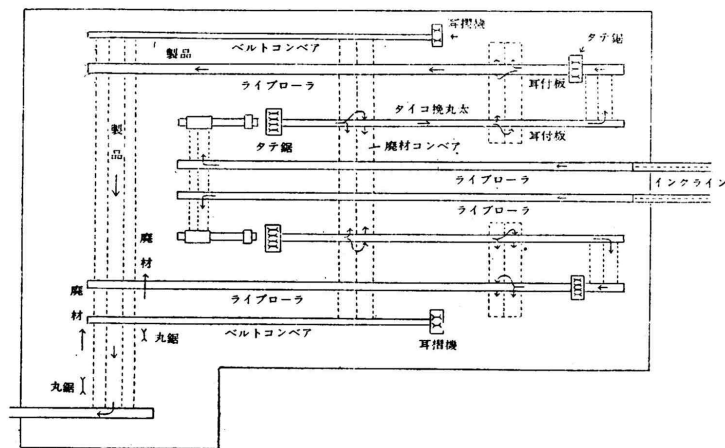 耳摺機
タテ鋸
ベルトコンベア
製品
ライブローラ
耳付板
タイコ挽丸太
耳付板
タテ鋸
廃材コンベア
製品
ライブローラ
インクライン
ライブローラ
廃材
廃材
ライブローラ
ベルトコンベア
丸鋸
耳摺機
丸鋸